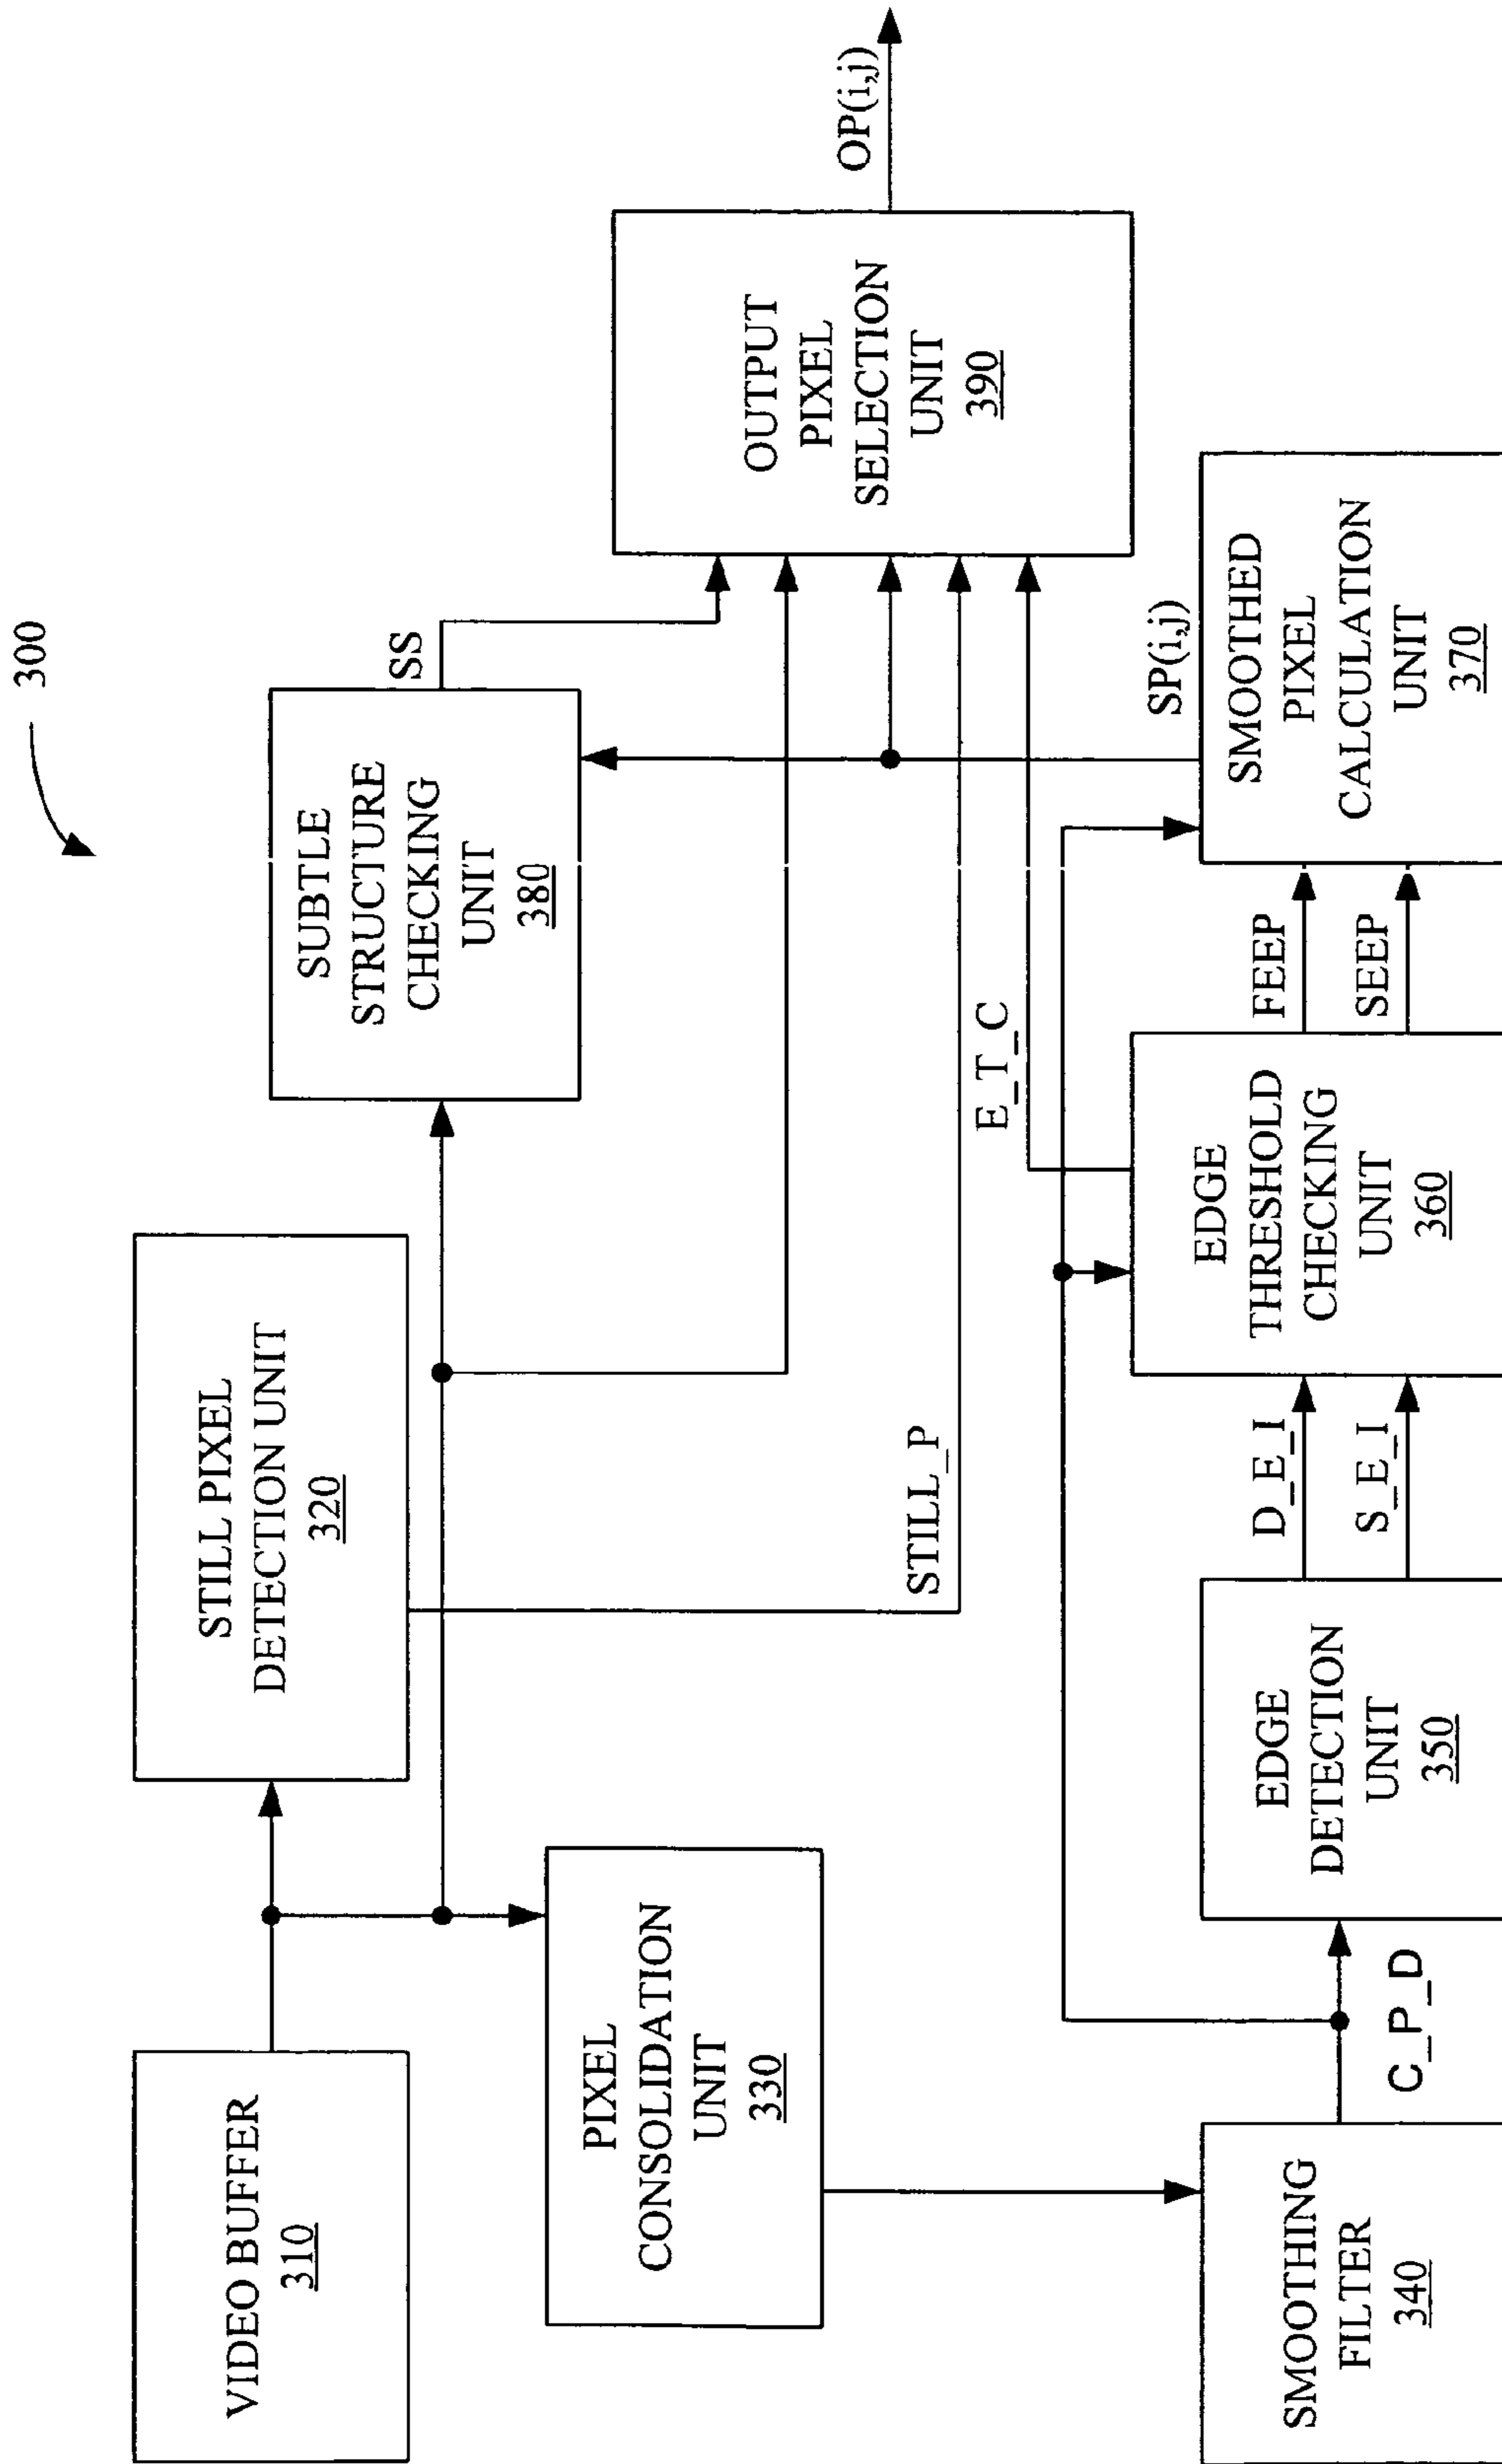 300
VIDEO BUFFER
310
STILL PIXEL
DETECTION UNIT
320
SUBTLE
STRUCTURE
CHECKING
UNIT
380
SS
PIXEL
CONSOLIDATION
UNIT
330
STILL_P
OUTPUT
PIXEL
SELECTION
UNIT
390
OP(i,j)
E_T_C
SP(i,j)
SMOOTHING
FILTER
340
C_P_D
EDGE
DETECTION
UNIT
350
D_E_I
S_E_I
EDGE
THRESHOLD
CHECKING
UNIT
360
FEEP
SEEP
SMOOTHED
PIXEL
CALCULATION
UNIT
370